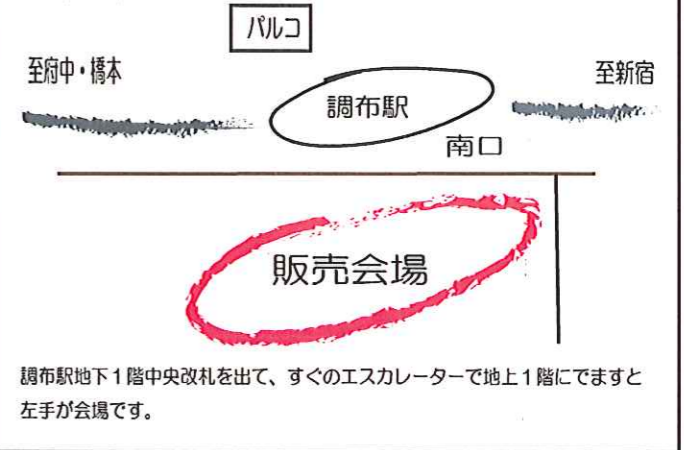 パルコ
至府中・橋本
至新宿
調布駅
南口
販売会場
調布駅地下1階中央改札を出て、すぐのエスカレーターで地上1階にでますと
左手が会場です。